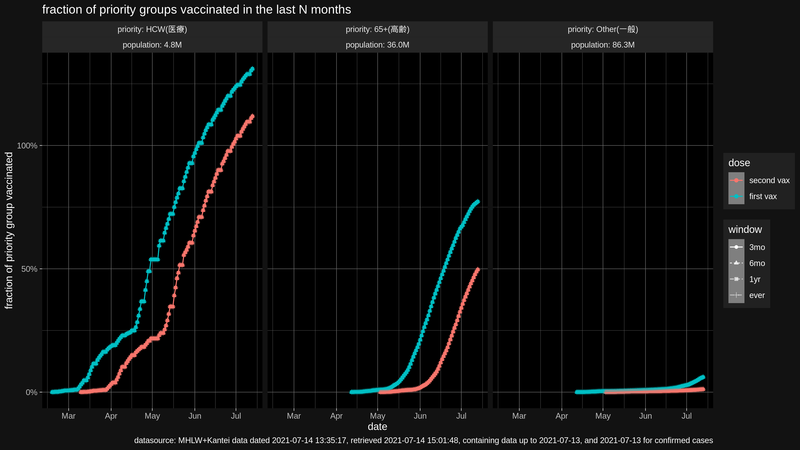 fraction of priority groups vaccinated in the last N months
priority: HCW(医療)
population: 4.8M
priority: 65+(高齢)
population: 36.0M
priority: Other(一般)
population: 86.3M
fraction of priority group vaccinated
100%
50%
0%
Mar Apr May Jun Jul
Mar Apr May Jun Jul
Mar Apr May Jun Jul
date
dose
second vax
first vax
window
3mo
6mo
1yr
ever
datasource: MHLW+Kantei data dated 2021-07-14 13:35:17, retrieved 2021-07-14 15:01:48, containing data up to 2021-07-13, and 2021-07-13 for confirmed cases